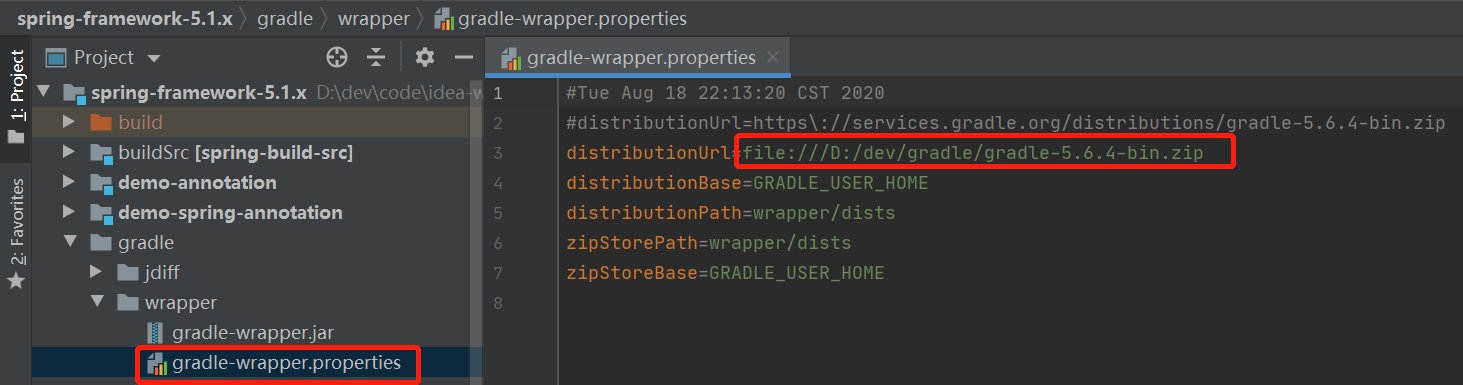 spring-framework-5.1.x gradle wrapper gradle-wrapper.properties
1: Project
2: Favorites
Project
spring-framework-5.1.x D:\dev\code\idea-w
build
buildSrc [spring-build-src]
demo-annotation
demo-spring-annotation
gradle
jdiff
wrapper
gradle-wrapper.jar
gradle-wrapper.properties
gradle-wrapper.properties
1 #Tue Aug 18 22:13:20 CST 2020
2 #distributionUrl=https\://services.gradle.org/distributions/gradle-5.6.4-bin.zip
3 distributionUrl=file:///D:/dev/gradle/gradle-5.6.4-bin.zip
4 distributionBase=GRADLE_USER_HOME
5 distributionPath=wrapper/dists
6 zipStorePath=wrapper/dists
7 zipStoreBase=GRADLE_USER_HOME
8